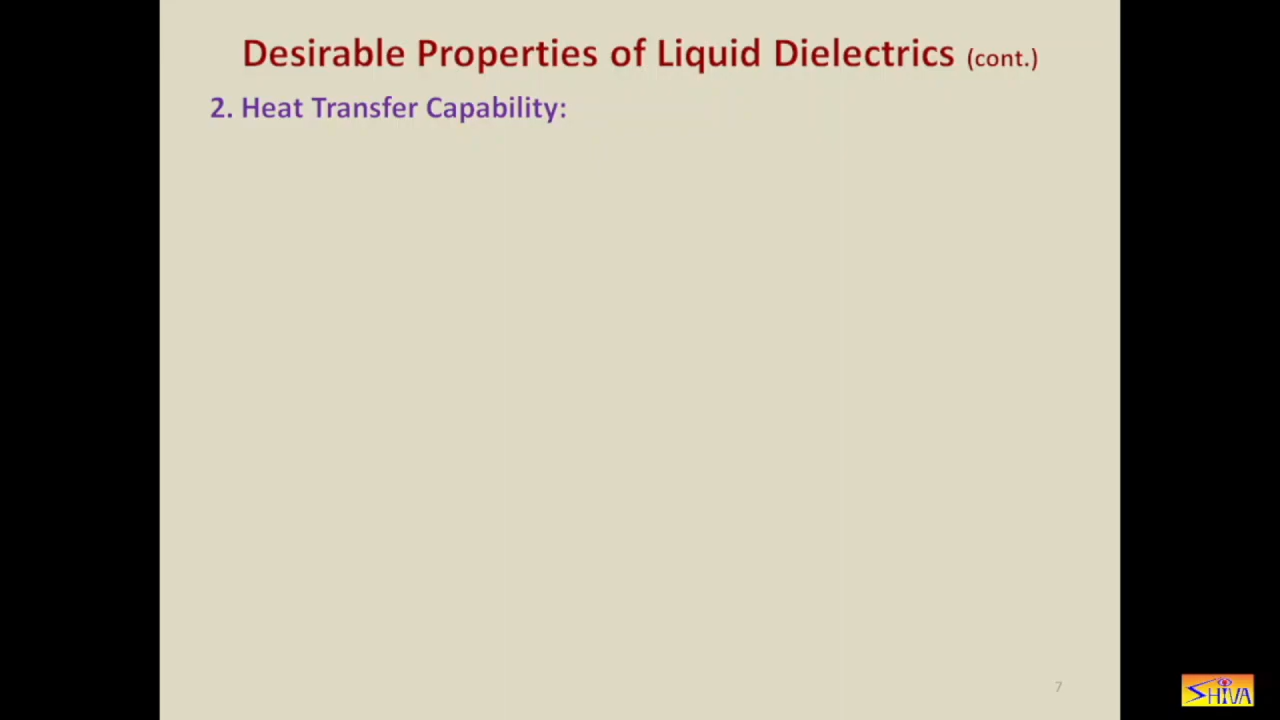 Desirable Properties of Liquid Dielectrics (cont.)
2. Heat Transfer Capability:
7
SHIVA